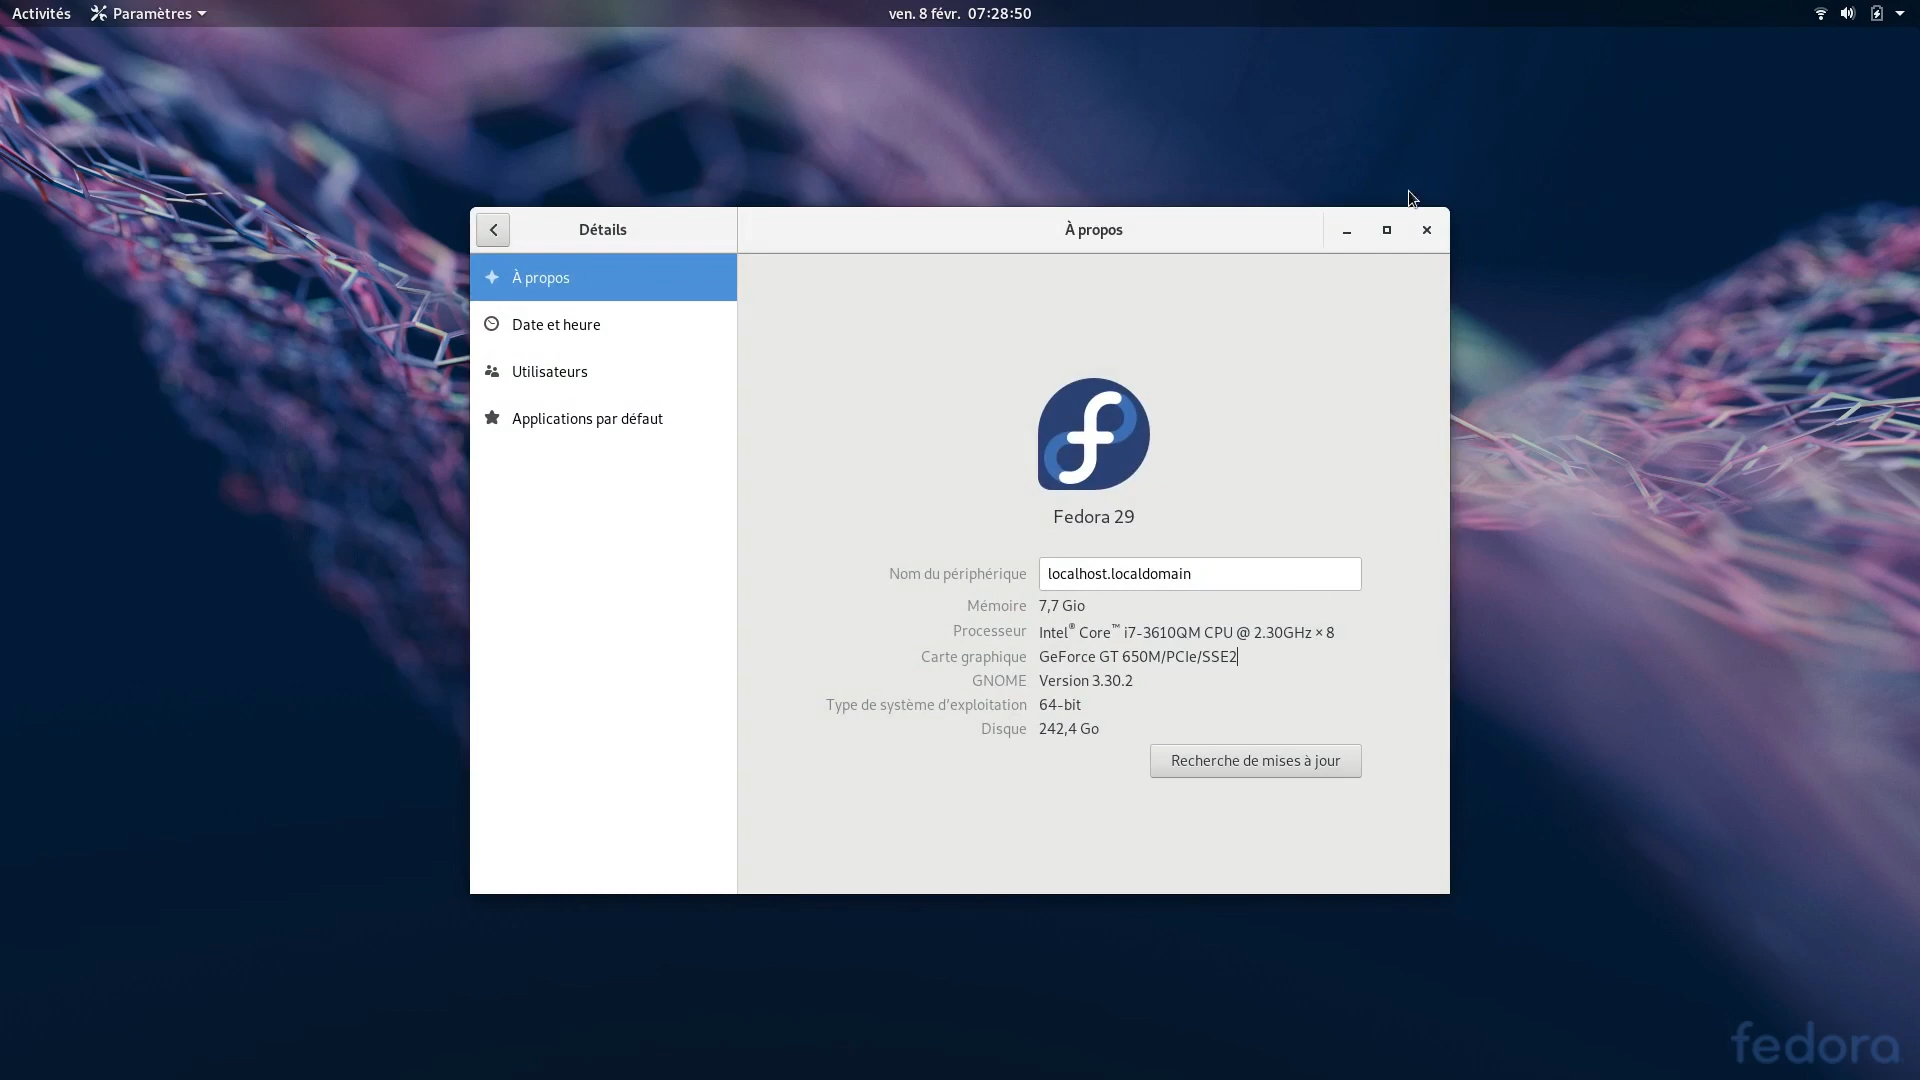 Activités
Paramètres
ven. 8 févr. 07:28:50
Détails
À propos
À propos
Date et heure
Utilisateurs
Applications par défaut
Fedora 29
Nom du périphérique localhost.localdomain
Mémoire 7,7 Gio
Processeur Intel® Core™ i7-3610QM CPU @ 2.30GHz × 8
Carte graphique GeForce GT 650M/PCIe/SSE2
GNOME Version 3.30.2
Type de système d’exploitation 64-bit
Disque 242,4 Go
Recherche de mises à jour
fedora